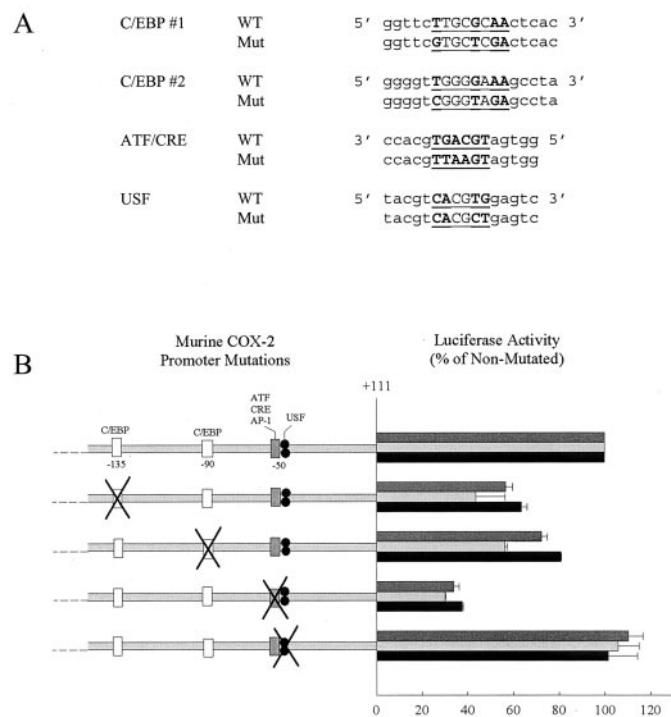 A
C/EBP #1 WT 5′ ggttcTTGCGCAActcac 3′
Mut ggttcGTGCTCGActcac
C/EBP #2 WT 5′ ggggtTGGGGAAAgccta 3′
Mut ggggtCGGGTAGAgccta
ATF/CRE WT 3′ ccacgTGACGTagtgg 5′
Mut ccacgTTAAGTagtgg
USF WT 5′ tacgtCACGTGgagtc 3′
Mut tacgtCACGCTgagtc
B
Murine COX-2
Promoter Mutations
Luciferase Activity
(% of Non-Mutated)
+111
ATF
CRE
AP-1
USF
C/EBP
C/EBP
-135
-90
-50
0 20 40 60 80 100 120